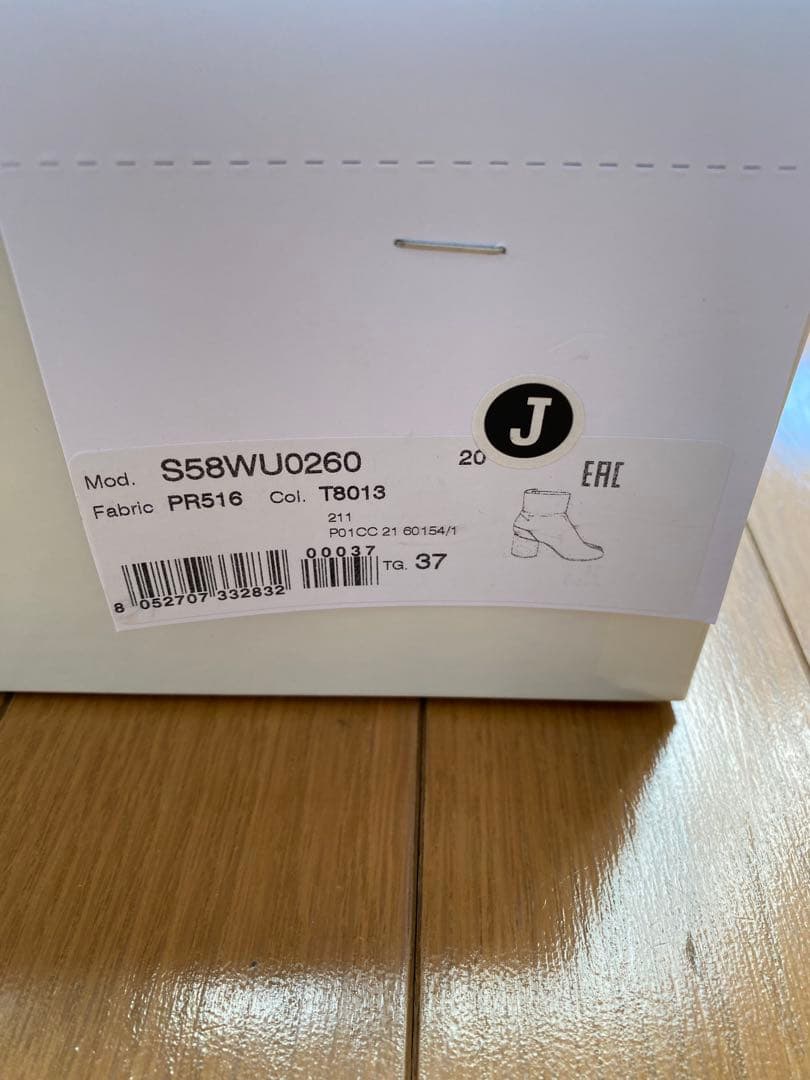 J
Mod. S58WU0260 20
EAC
Fabric PR516 Col. T8013
211
P01CC 21 60154/1
00037
TG. 37
8 052707 332832